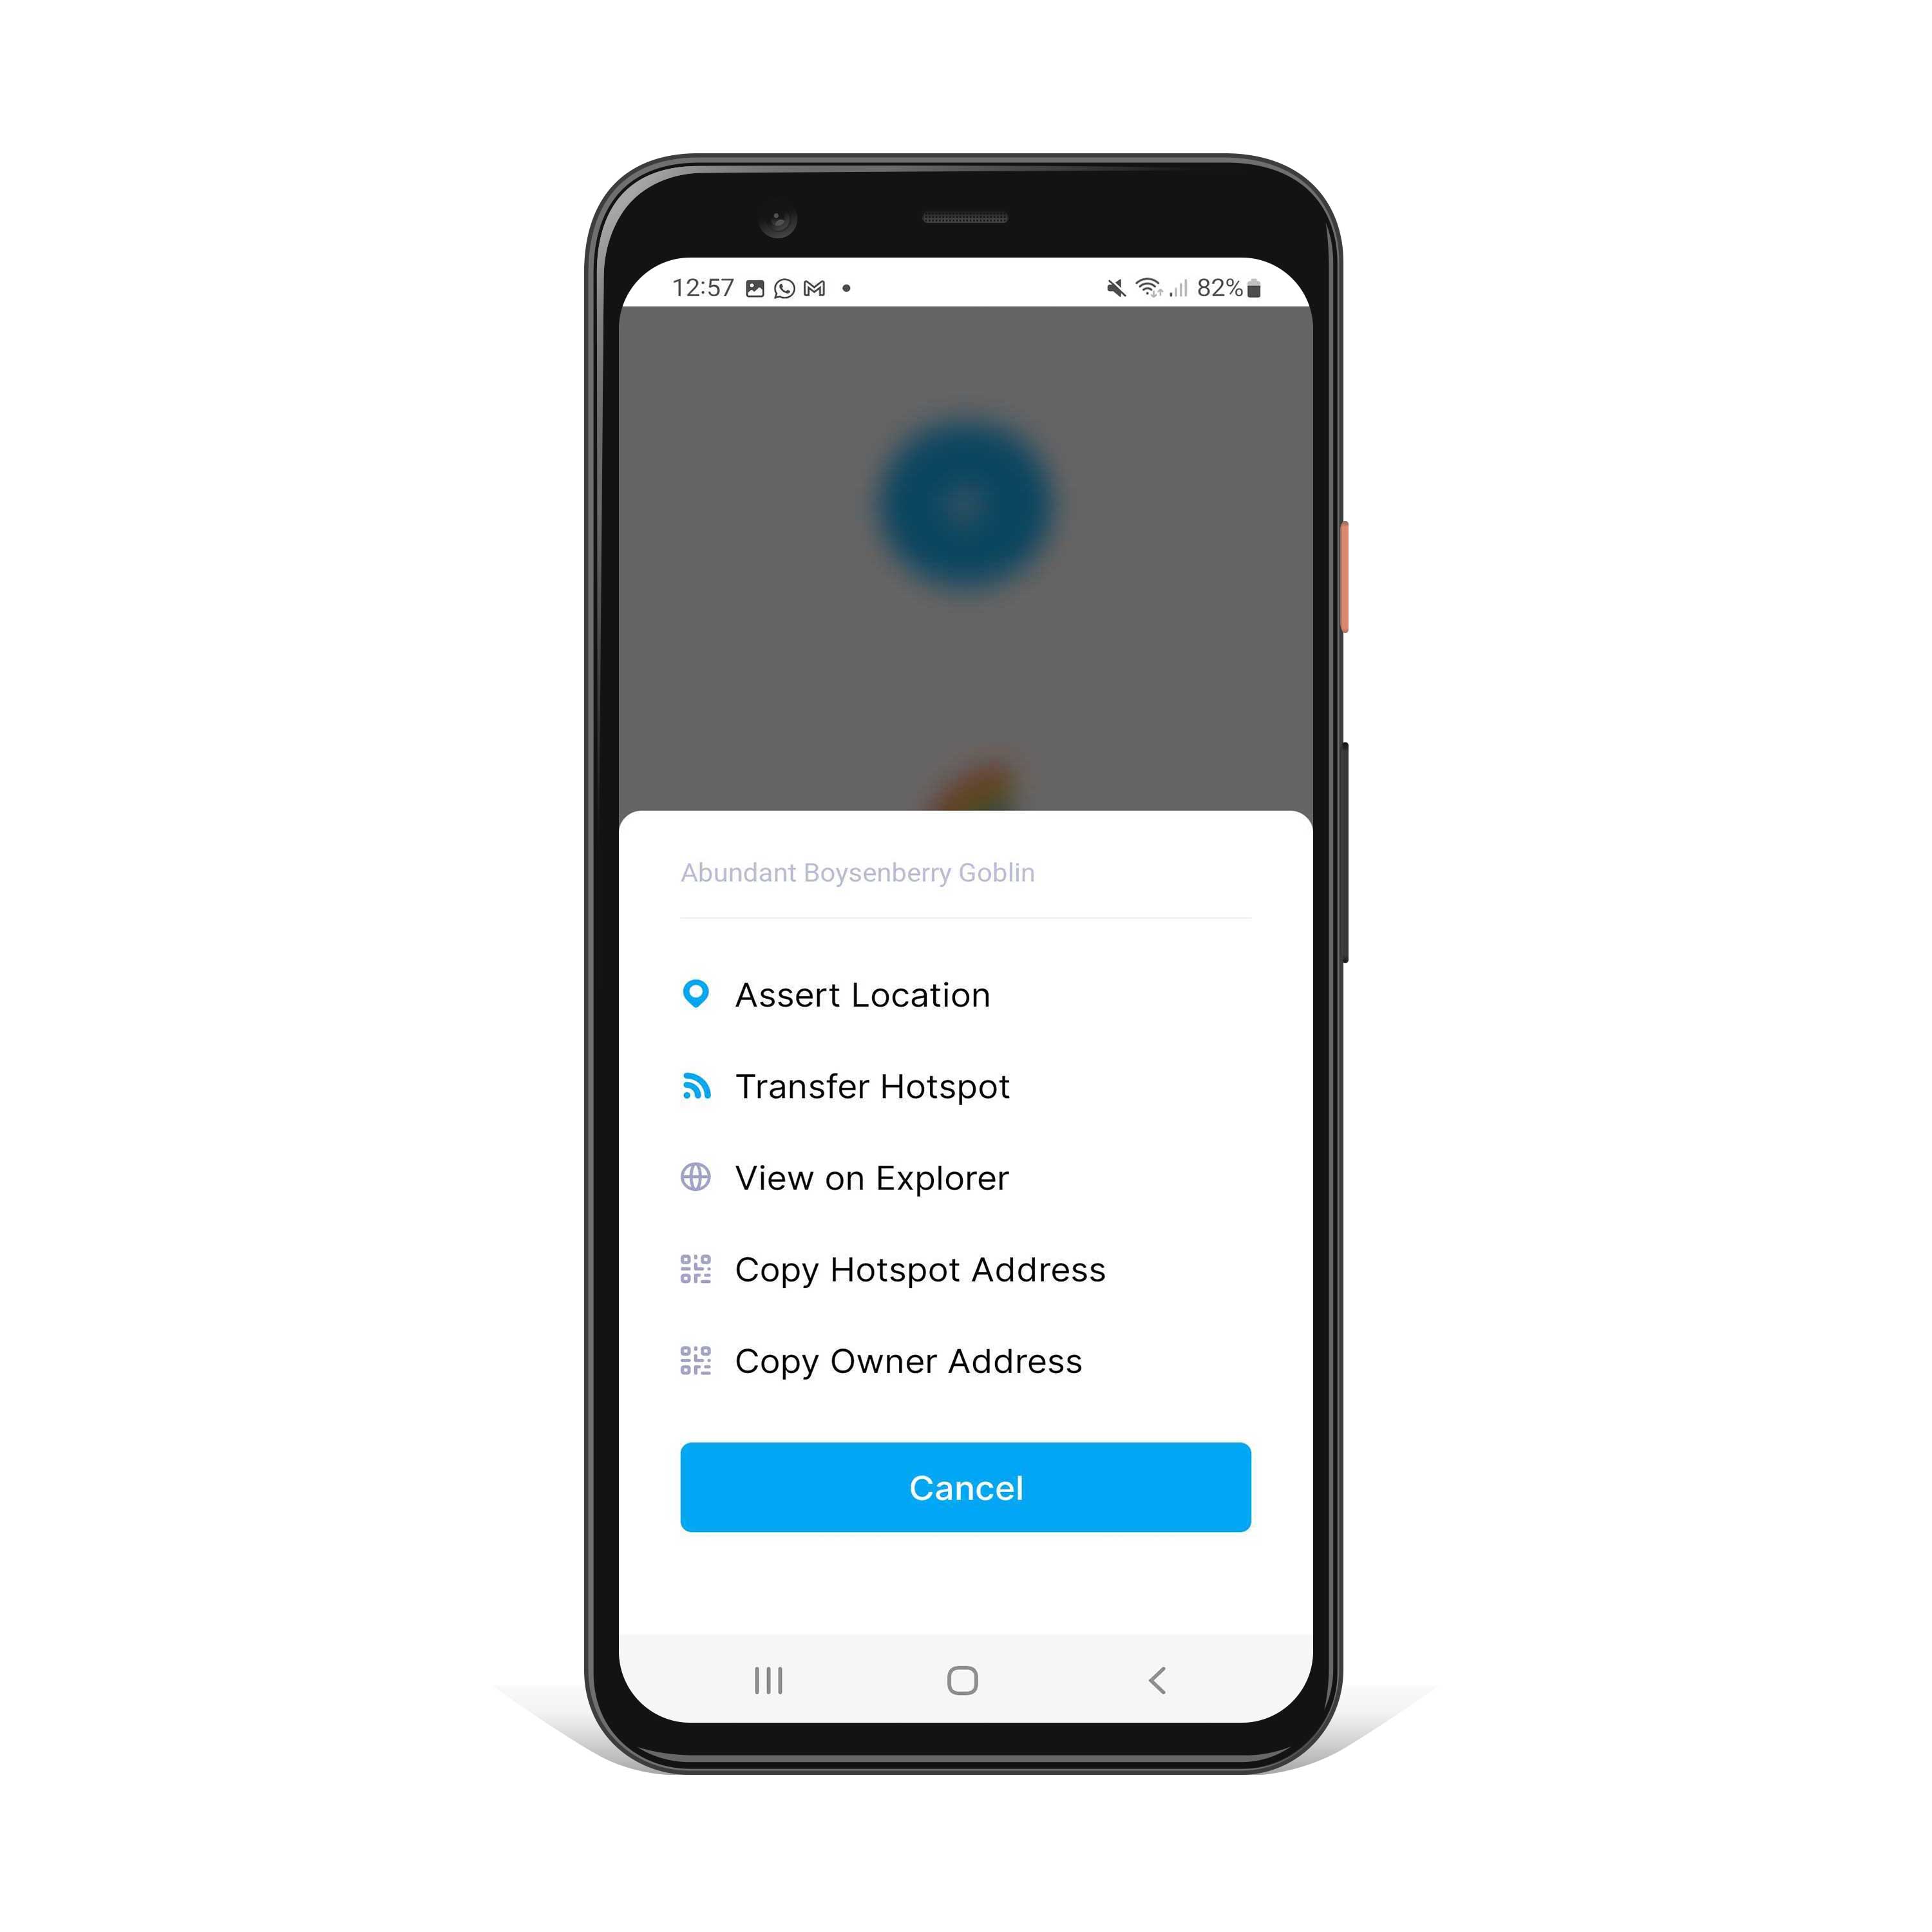 12:57 82%
Abundant Boysenberry Goblin
Assert Location
Transfer Hotspot
View on Explorer
Copy Hotspot Address
Copy Owner Address
Cancel